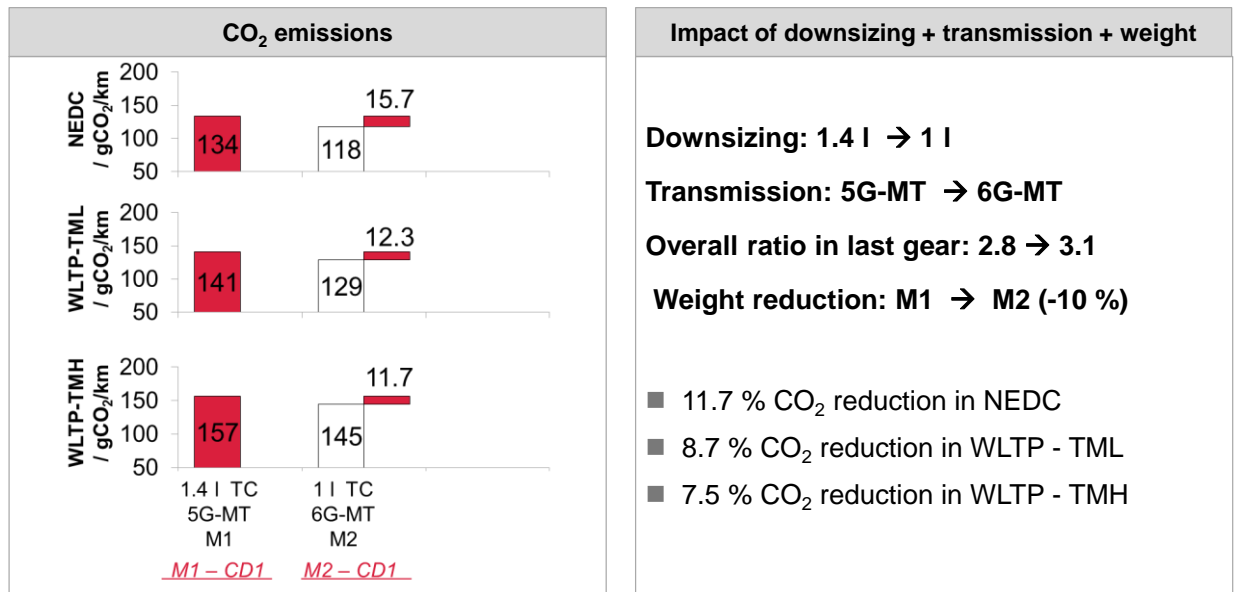 CO₂ emissions
NEDC
/ gCO₂/km
200
150
100
50
134
118
15.7
WLTP-TML
/ gCO₂/km
200
150
100
50
141
129
12.3
WLTP-TMH
/ gCO₂/km
200
150
100
50
157
145
11.7
1.4 l TC
5G-MT
M1
M1 – CD1
1 l TC
6G-MT
M2
M2 – CD1
Impact of downsizing + transmission + weight
Downsizing: 1.4 l → 1 l
Transmission: 5G-MT → 6G-MT
Overall ratio in last gear: 2.8 → 3.1
Weight reduction: M1 → M2 (-10 %)
■ 11.7 % CO₂ reduction in NEDC
■ 8.7 % CO₂ reduction in WLTP - TML
■ 7.5 % CO₂ reduction in WLTP - TMH